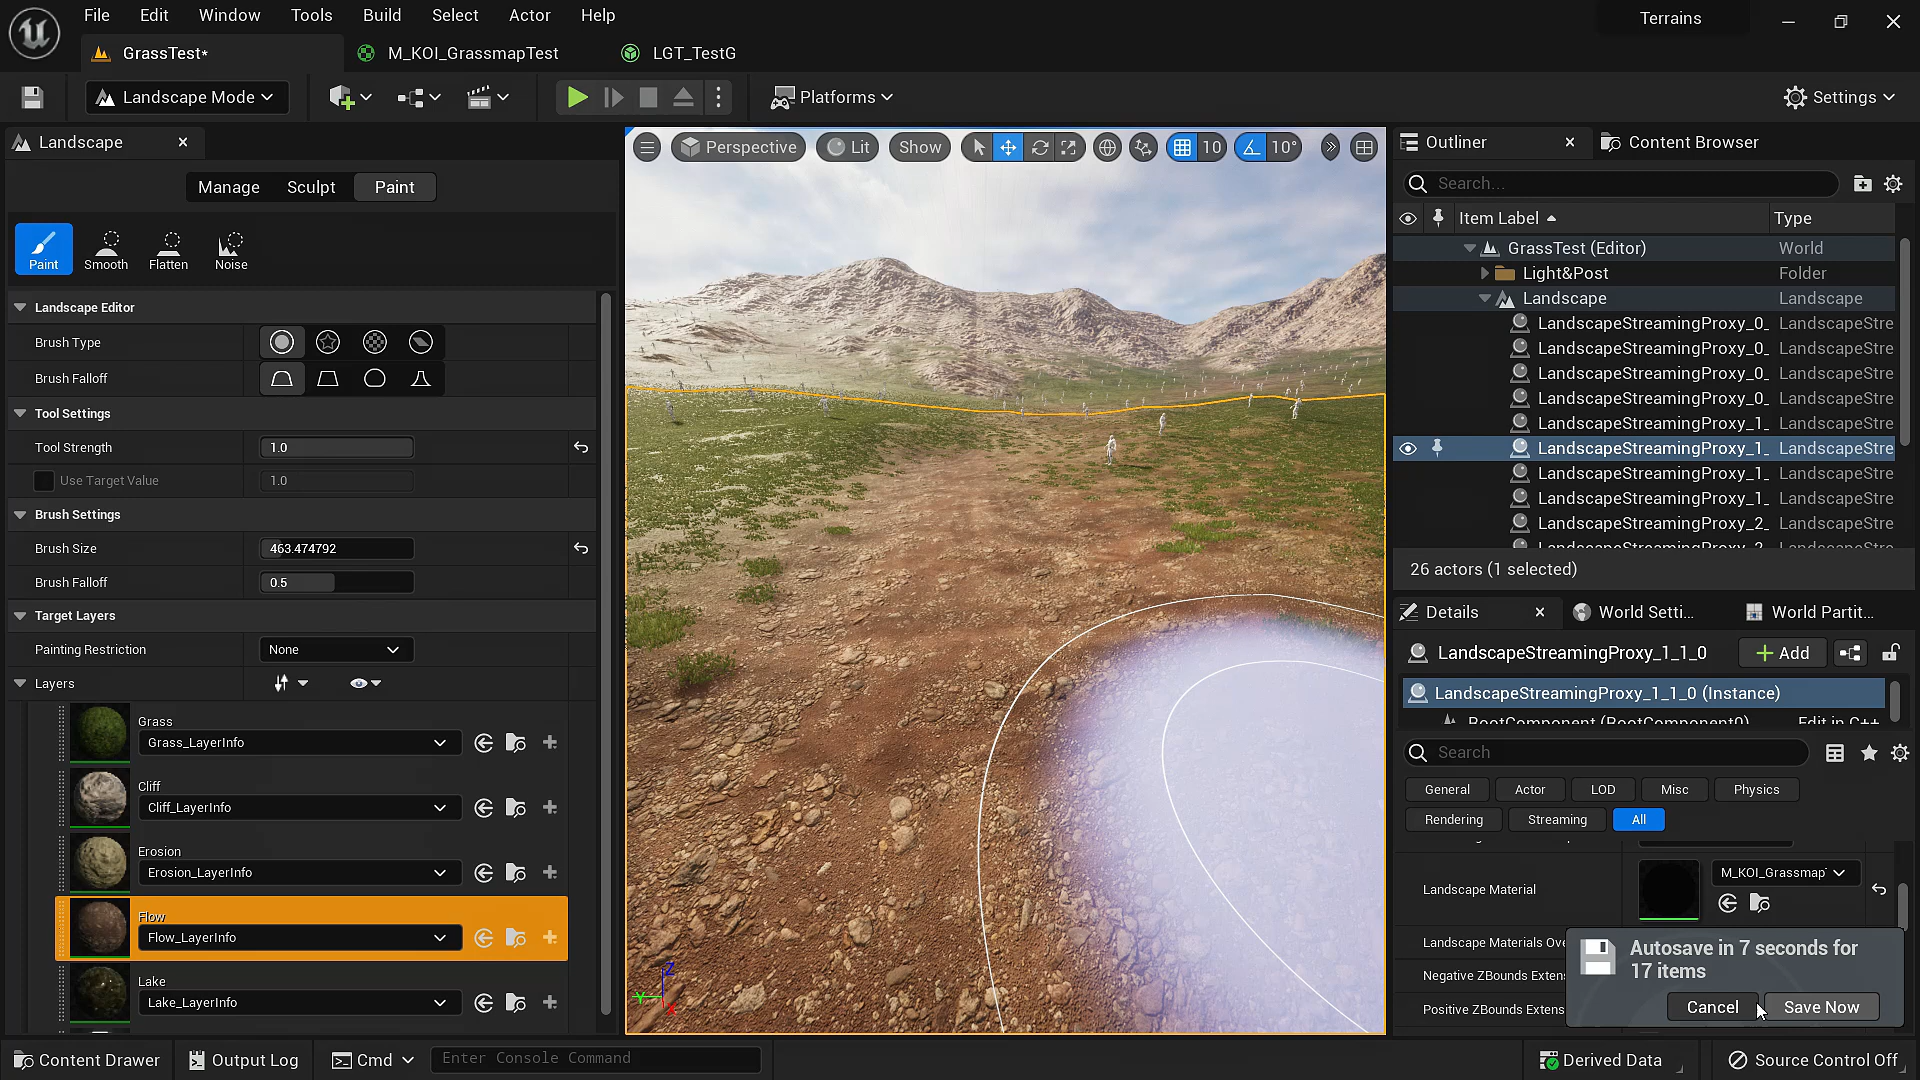 File Edit Window Tools Build Select Actor Help
Terrains
GrassTest*
M_KOI_GrassmapTest
LGT_TestG
Landscape Mode
Platforms
Settings
Landscape
Manage Sculpt Paint
Paint Smooth Flatten Noise
Landscape Editor
Brush Type
Brush Falloff
Tool Settings
Tool Strength 1.0
Use Target Value 1.0
Brush Settings
Brush Size 463.474792
Brush Falloff 0.5
Target Layers
Painting Restriction None
Layers
Grass
Grass_LayerInfo
Cliff
Cliff_LayerInfo
Erosion
Erosion_LayerInfo
Flow
Flow_LayerInfo
Lake
Lake_LayerInfo
Perspective Lit Show 10 10°
Z
Y
X
Outliner
Content Browser
Search...
Item Label Type
GrassTest (Editor) World
Light&Post Folder
Landscape Landscape
LandscapeStreamingProxy_0_ LandscapeStre
LandscapeStreamingProxy_0_ LandscapeStre
LandscapeStreamingProxy_0_ LandscapeStre
LandscapeStreamingProxy_0_ LandscapeStre
LandscapeStreamingProxy_1_ LandscapeStre
LandscapeStreamingProxy_1_ LandscapeStre
LandscapeStreamingProxy_1_ LandscapeStre
LandscapeStreamingProxy_1_ LandscapeStre
LandscapeStreamingProxy_2_ LandscapeStre
LandscapeStreamingProxy_2_ LandscapeStre
26 actors (1 selected)
Details
World Setti...
World Partit...
LandscapeStreamingProxy_1_1_0
Add
LandscapeStreamingProxy_1_1_0 (Instance)
RootComponent (RootComponent0) Edit in C++
Search
General Actor LOD Misc Physics
Rendering Streaming All
Landscape Material
M_KOI_Grassmap
Landscape Materials Ove
Negative ZBounds Extens
Positive ZBounds Extens
Autosave in 7 seconds for
17 items
Cancel Save Now
Content Drawer
Output Log
Cmd
Enter Console Command
Derived Data
Source Control Off